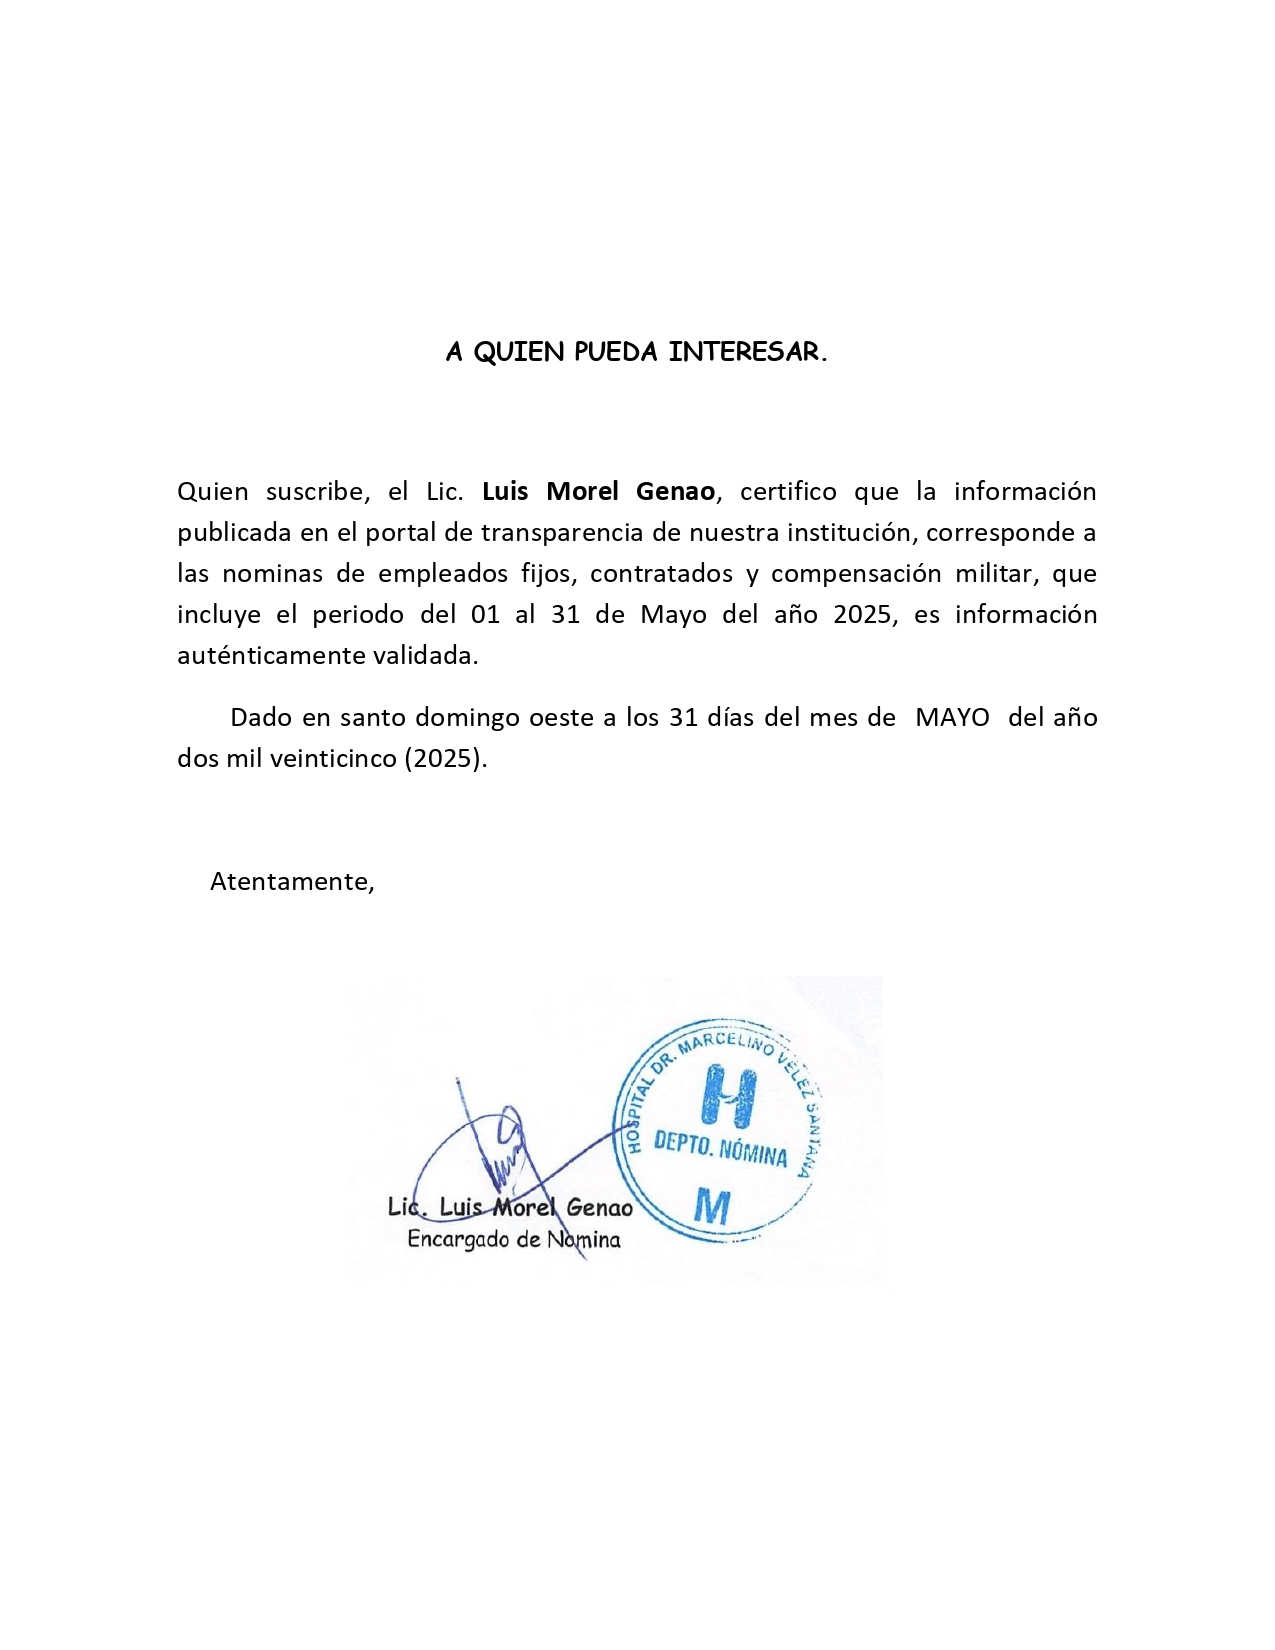 A QUIEN PUEDA INTERESAR.
Quien suscribe, el Lic. Luis Morel Genao, certifico que la información
publicada en el portal de transparencia de nuestra institución, corresponde a
las nominas de empleados fijos, contratados y compensación militar, que
incluye el periodo del 01 al 31 de Mayo del año 2025, es información
auténticamente validada.
Dado en santo domingo oeste a los 31 días del mes de MAYO del año
dos mil veinticinco (2025).
Atentamente,
HOSPITAL DR. MARCELINO VÉLEZ SANTANA
H
DEPTO. NÓMINA
M
Lic. Luis Morel Genao
Encargado de Nomina